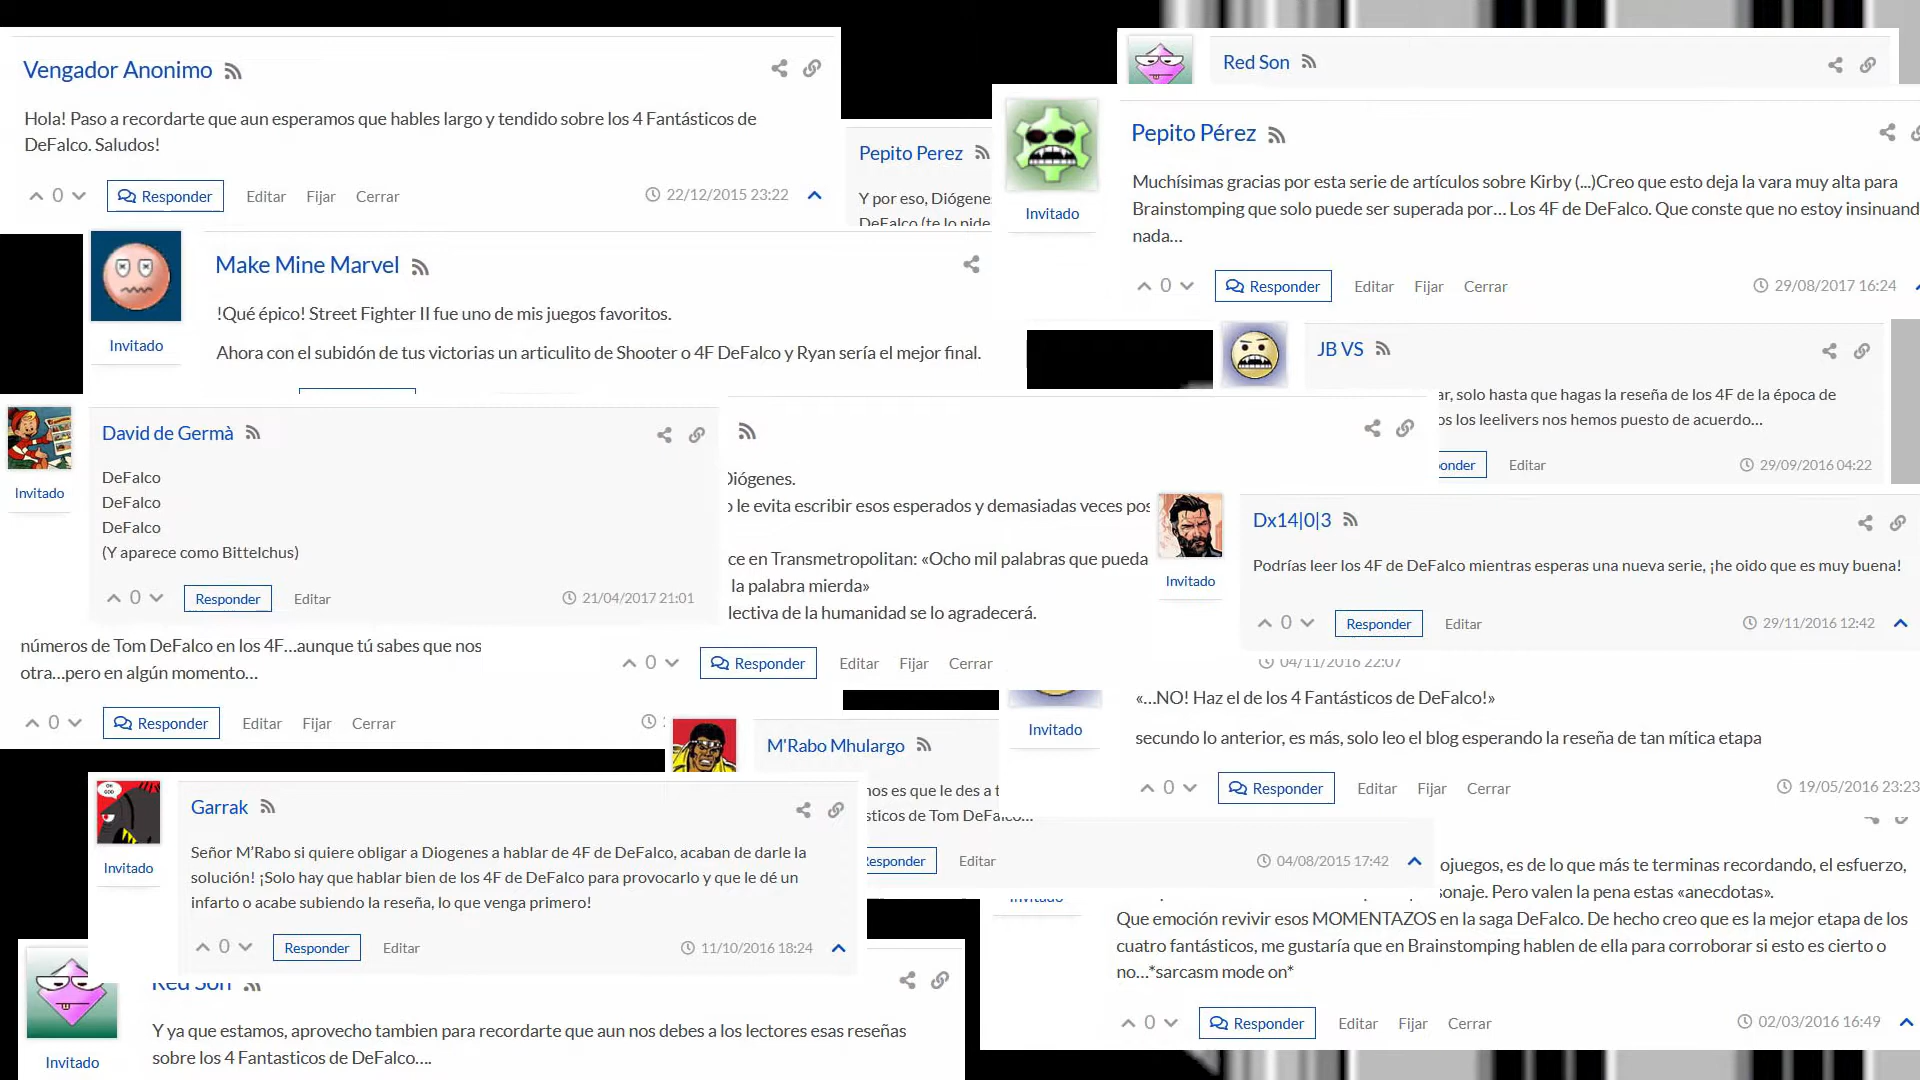 Vengador Anonimo
Hola! Paso a recordarte que aun esperamos que hables largo y tendido sobre los 4 Fantásticos de
DeFalco. Saludos!
0 Responder Editar Fijar Cerrar 22/12/2015 23:22
Red Son
Pepito Perez
Y por eso, Diógenes
DeFalco (te lo pide
Pepito Pérez
Invitado
Muchísimas gracias por esta serie de artículos sobre Kirby (...)Creo que esto deja la vara muy alta para
Brainstomping que solo puede ser superada por… Los 4F de DeFalco. Que conste que no estoy insinuand
nada…
0 Responder Editar Fijar Cerrar 29/08/2017 16:24
Make Mine Marvel
Invitado
!Qué épico! Street Fighter II fue uno de mis juegos favoritos.
Ahora con el subidón de tus victorias un articulito de Shooter o 4F DeFalco y Ryan sería el mejor final.
JB VS
ar, solo hasta que hagas la reseña de los 4F de la época de
os los leelivers nos hemos puesto de acuerdo…
onder Editar 29/09/2016 04:22
David de Germà
Invitado
DeFalco
DeFalco
DeFalco
(Y aparece como Bittelchus)
0 Responder Editar 21/04/2017 21:01
Diógenes.
o le evita escribir esos esperados y demasiadas veces pos
ce en Transmetropolitan: «Ocho mil palabras que pueda
la palabra mierda»
lectiva de la humanidad se lo agradecerá.
0 Responder Editar Fijar Cerrar
Dx14|0|3
Invitado
Podrías leer los 4F de DeFalco mientras esperas una nueva serie, ¡he oido que es muy buena!
0 Responder Editar 29/11/2016 12:42
números de Tom DeFalco en los 4F…aunque tú sabes que nos
otra…pero en algún momento…
0 Responder Editar Fijar Cerrar
04/11/2016 22:07
Invitado
«…NO! Haz el de los 4 Fantásticos de DeFalco!»
secundo lo anterior, es más, solo leo el blog esperando la reseña de tan mítica etapa
0 Responder Editar Fijar Cerrar 19/05/2016 23:23
M'Rabo Mhulargo
nos es que le des a t
sticos de Tom DeFalco…
Responder Editar 04/08/2015 17:42
Garrak
Invitado
Señor M’Rabo si quiere obligar a Diogenes a hablar de 4F de DeFalco, acaban de darle la
solución! ¡Solo hay que hablar bien de los 4F de DeFalco para provocarlo y que le dé un
infarto o acabe subiendo la reseña, lo que venga primero!
0 Responder Editar 11/10/2016 18:24
Invitado
ojuegos, es de lo que más te terminas recordando, el esfuerzo,
sonaje. Pero valen la pena estas «anecdotas».
Que emoción revivir esos MOMENTAZOS en la saga DeFalco. De hecho creo que es la mejor etapa de los
cuatro fantásticos, me gustaría que en Brainstomping hablen de ella para corroborar si esto es cierto o
no…*sarcasm mode on*
0 Responder Editar Fijar Cerrar 02/03/2016 16:49
Red Son
Invitado
Y ya que estamos, aprovecho tambien para recordarte que aun nos debes a los lectores esas reseñas
sobre los 4 Fantasticos de DeFalco….